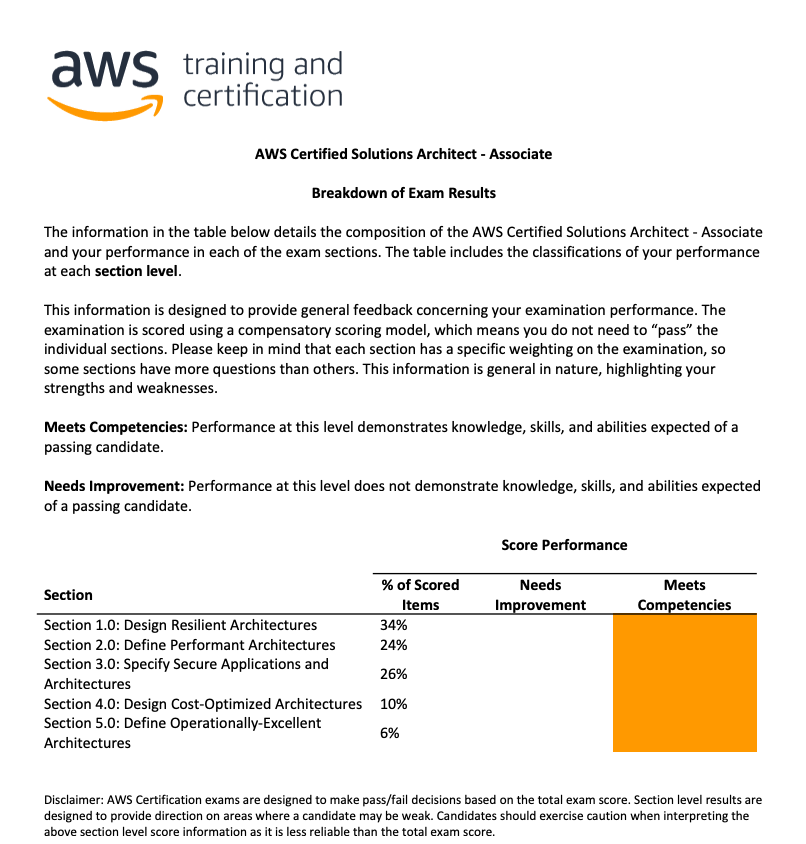 aws training and
certification
AWS Certified Solutions Architect - Associate
Breakdown of Exam Results
The information in the table below details the composition of the AWS Certified Solutions Architect - Associate
and your performance in each of the exam sections. The table includes the classifications of your performance
at each section level.
This information is designed to provide general feedback concerning your examination performance. The
examination is scored using a compensatory scoring model, which means you do not need to “pass” the
individual sections. Please keep in mind that each section has a specific weighting on the examination, so
some sections have more questions than others. This information is general in nature, highlighting your
strengths and weaknesses.
Meets Competencies: Performance at this level demonstrates knowledge, skills, and abilities expected of a
passing candidate.
Needs Improvement: Performance at this level does not demonstrate knowledge, skills, and abilities expected
of a passing candidate.
Score Performance
Section % of Scored Items Needs Improvement Meets Competencies
Section 1.0: Design Resilient Architectures 34%
Section 2.0: Define Performant Architectures 24%
Section 3.0: Specify Secure Applications and
Architectures 26%
Section 4.0: Design Cost-Optimized Architectures 10%
Section 5.0: Define Operationally-Excellent
Architectures 6%
Disclaimer: AWS Certification exams are designed to make pass/fail decisions based on the total exam score. Section level results are
designed to provide direction on areas where a candidate may be weak. Candidates should exercise caution when interpreting the
above section level score information as it is less reliable than the total exam score.